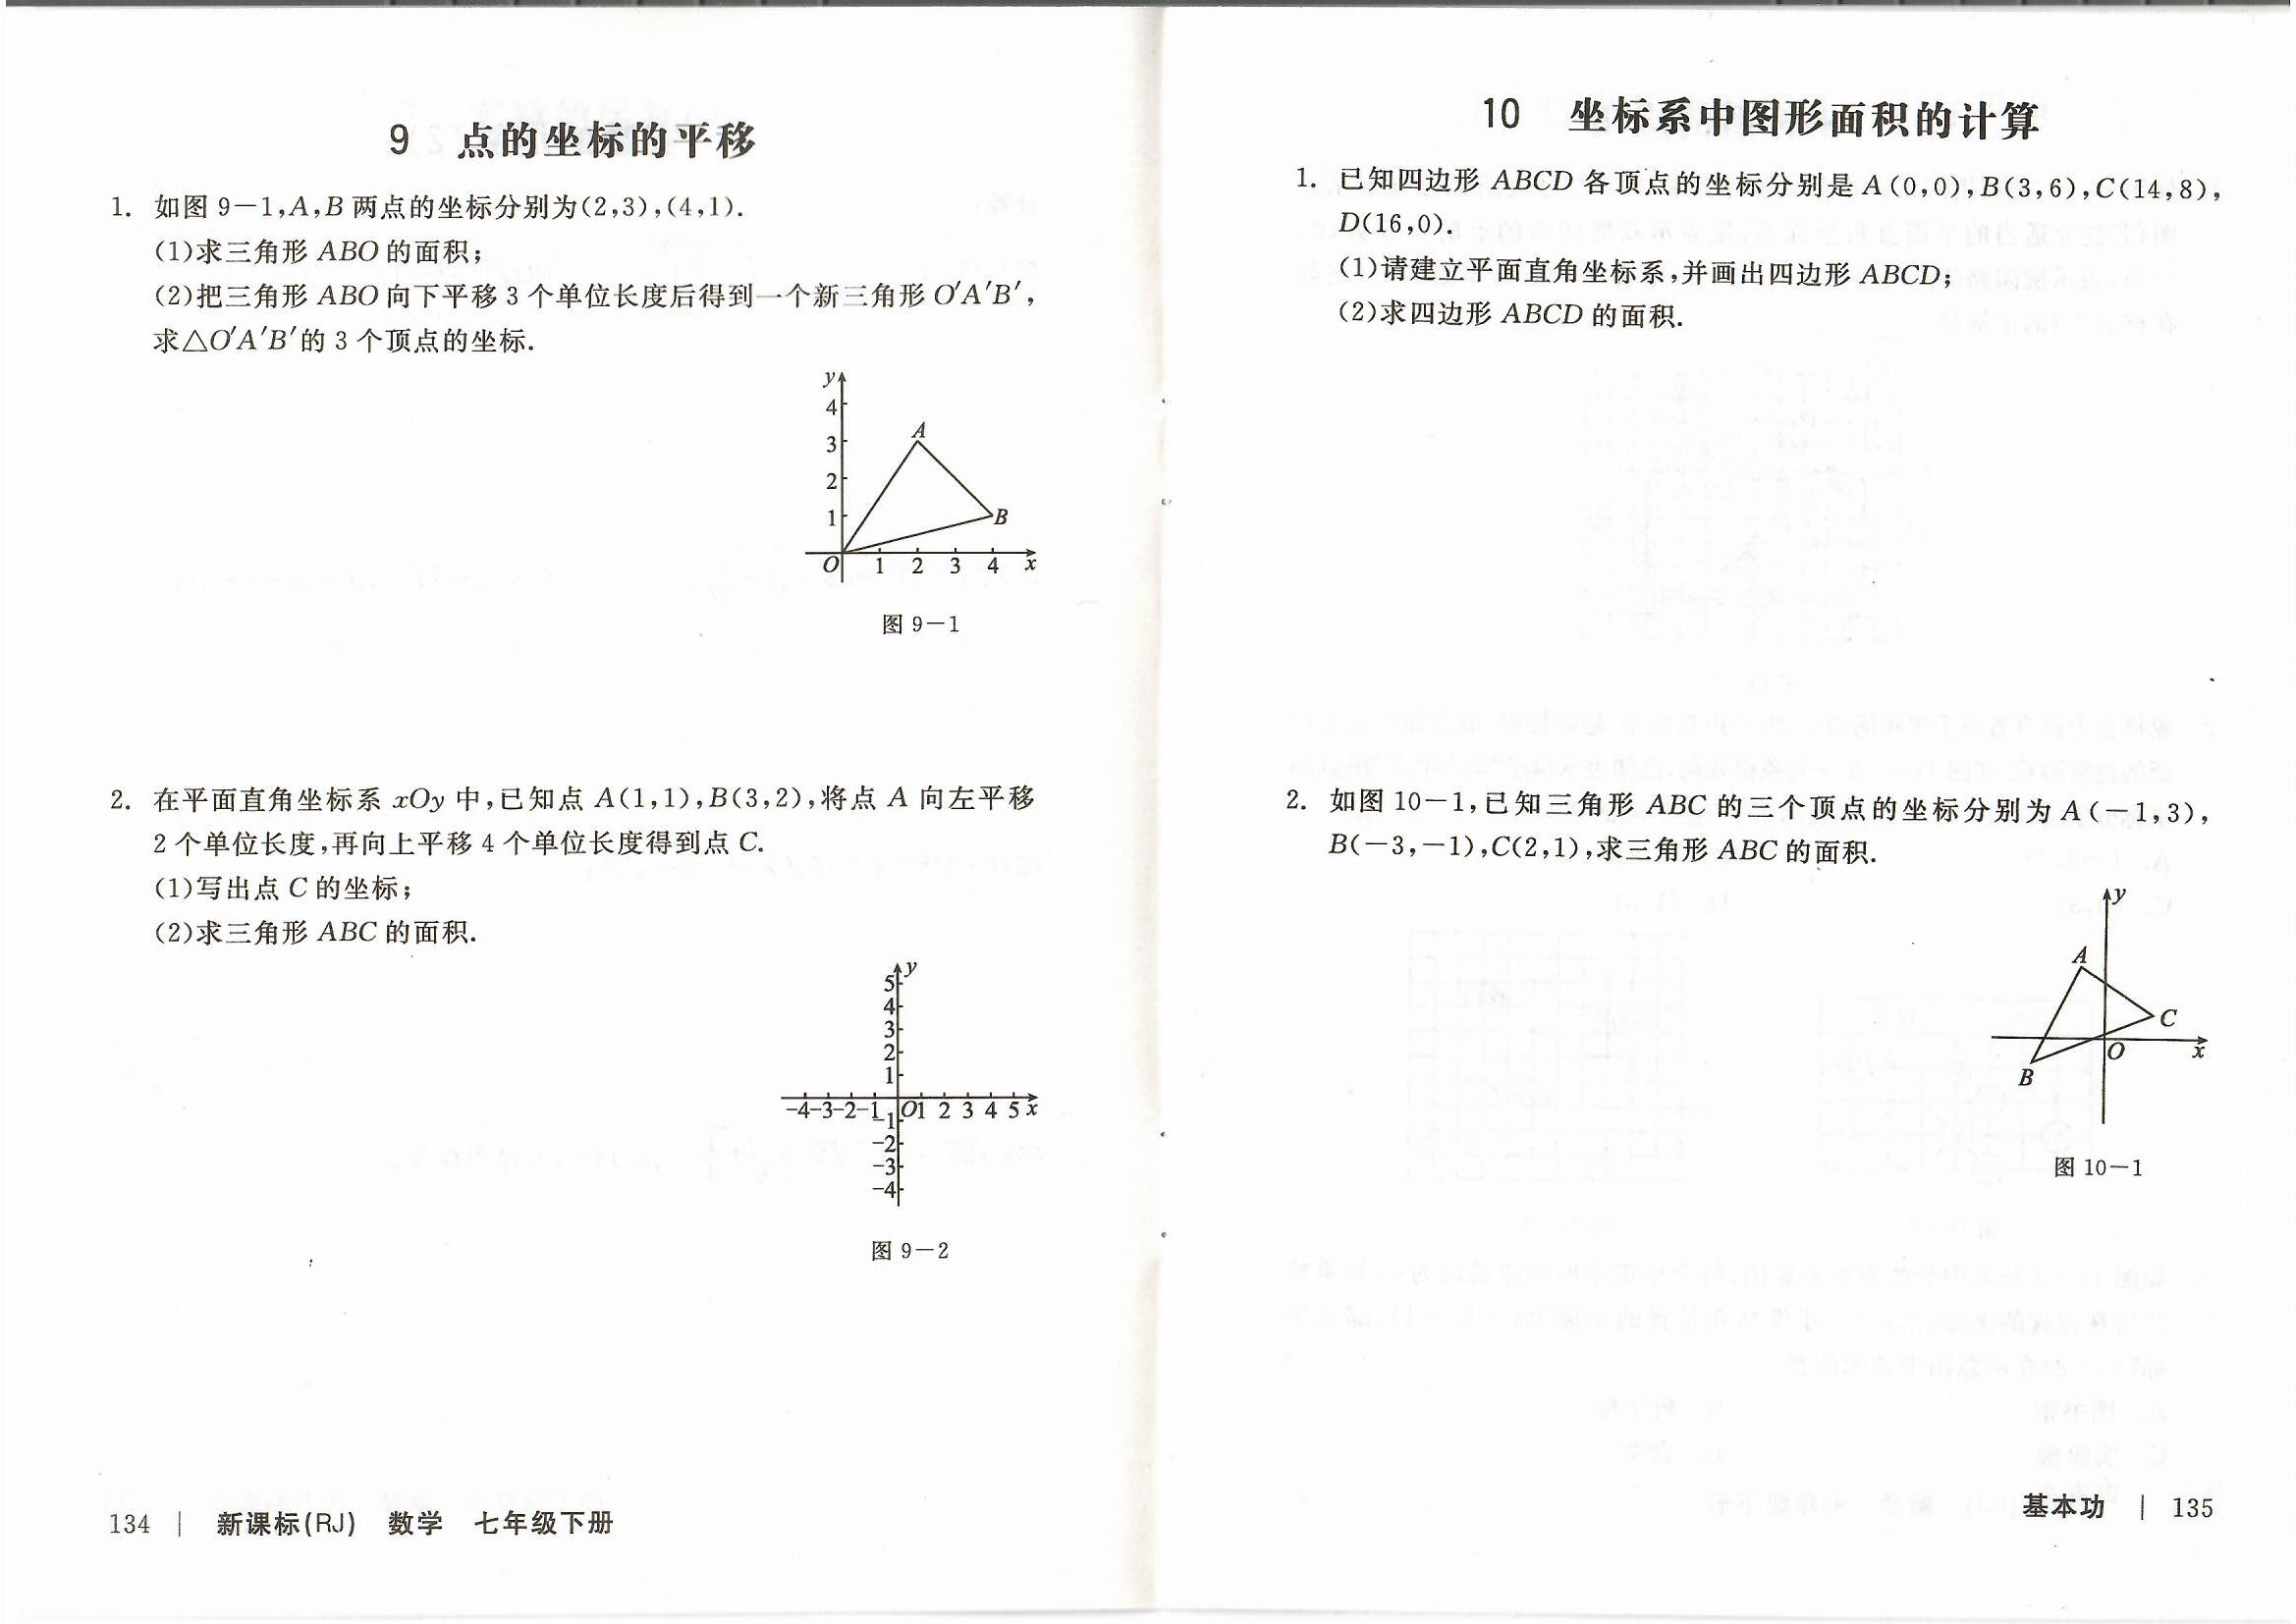 9 点的坐标的平移
1. 如图 9-1,A,B 两点的坐标分别为(2,3),(4,1).
(1)求三角形 ABO 的面积;
(2)把三角形 ABO 向下平移 3 个单位长度后得到一个新三角形 O′A′B′,
求△O′A′B′的 3 个顶点的坐标.
y
4
A
3
2
1
B
O 1 2 3 4 x
图 9-1
2. 在平面直角坐标系 xOy 中,已知点 A(1,1),B(3,2),将点 A 向左平移
2 个单位长度,再向上平移 4 个单位长度得到点 C.
(1)写出点 C 的坐标;
(2)求三角形 ABC 的面积.
y
5
4
3
2
1
-4-3-2-1 O1 2 3 4 5 x
-1
-2
-3
-4
图 9-2
134 | 新课标(RJ) 数学 七年级下册
10 坐标系中图形面积的计算
1. 已知四边形 ABCD 各顶点的坐标分别是 A(0,0),B(3,6),C(14,8),
D(16,0).
(1)请建立平面直角坐标系,并画出四边形 ABCD;
(2)求四边形 ABCD 的面积.
2. 如图 10-1,已知三角形 ABC 的三个顶点的坐标分别为 A(-1,3),
B(-3,-1),C(2,1),求三角形 ABC 的面积.
y
A
C
O x
B
图 10-1
基本功 | 135